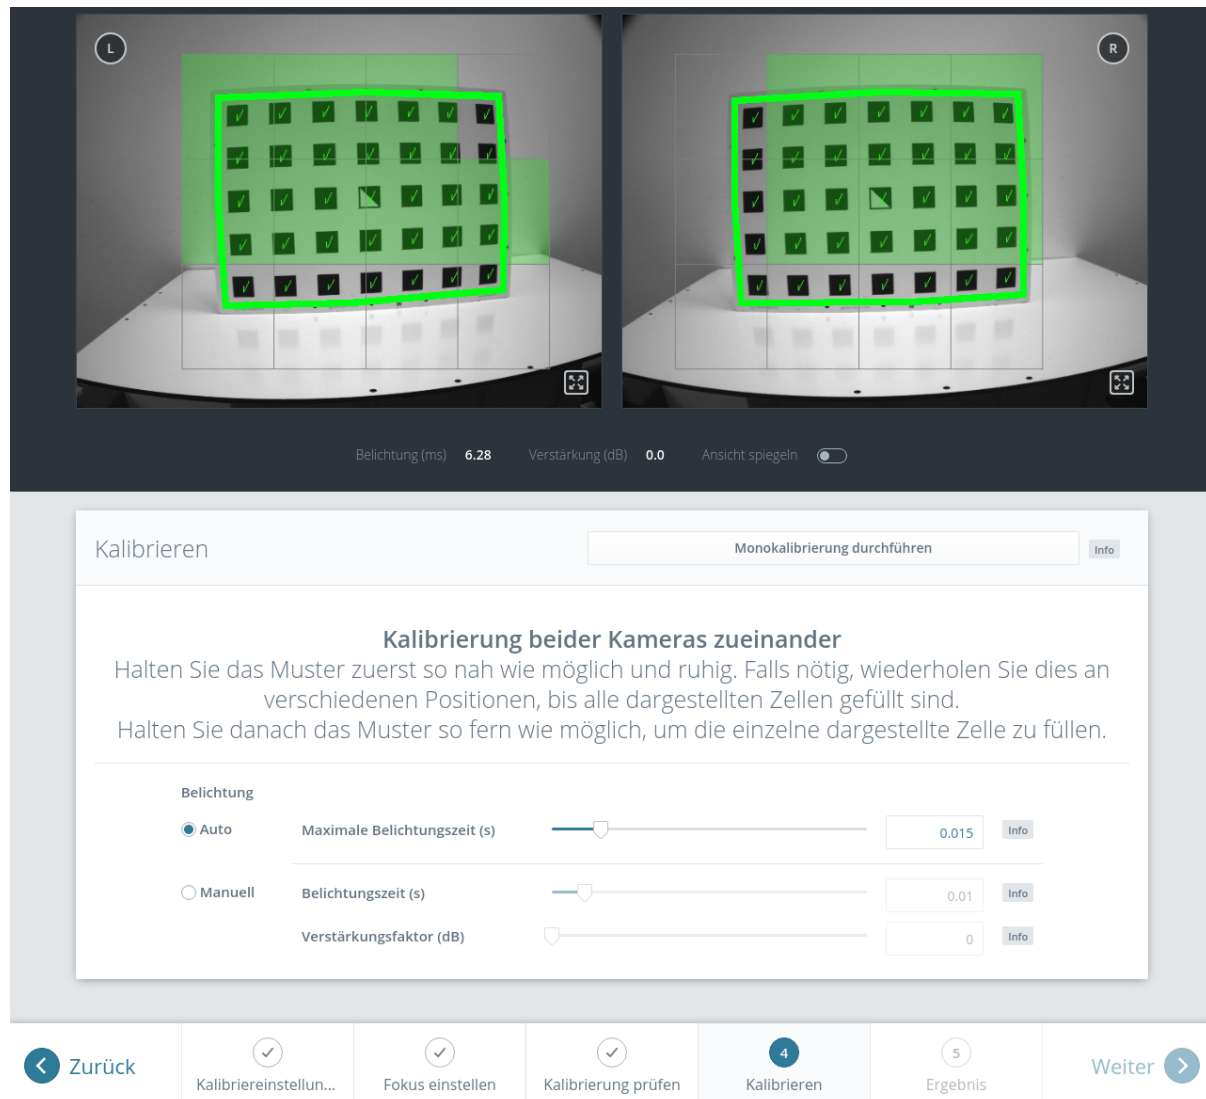 L
R
Belichtung (ms) 6.28 Verstärkung (dB) 0.0 Ansicht spiegeln
Kalibrieren
Monokalibrierung durchführen
Info
Kalibrierung beider Kameras zueinander
Halten Sie das Muster zuerst so nah wie möglich und ruhig. Falls nötig, wiederholen Sie dies an
verschiedenen Positionen, bis alle dargestellten Zellen gefüllt sind.
Halten Sie danach das Muster so fern wie möglich, um die einzelne dargestellte Zelle zu füllen.
Belichtung
Auto Maximale Belichtungszeit (s) 0.015 Info
Manuell Belichtungszeit (s) 0.01 Info
Verstärkungsfaktor (dB) 0 Info
Zurück
Kalibriereinstellun...
Fokus einstellen
Kalibrierung prüfen
4
Kalibrieren
5
Ergebnis
Weiter